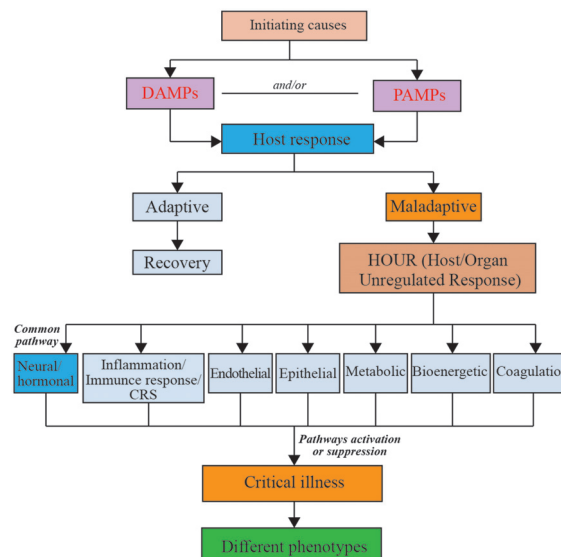 Initiating causes
DAMPs
and/or
PAMPs
Host response
Adaptive
Maladaptive
Recovery
HOUR (Host/Organ
Unregulated Response)
Common
pathway
Neural/
hormonal
Inflammation/
Immunce response/
CRS
Endothelial
Epithelial
Metabolic
Bioenergetic
Coagulation
Pathways activation
or suppression
Critical illness
Different phenotypes